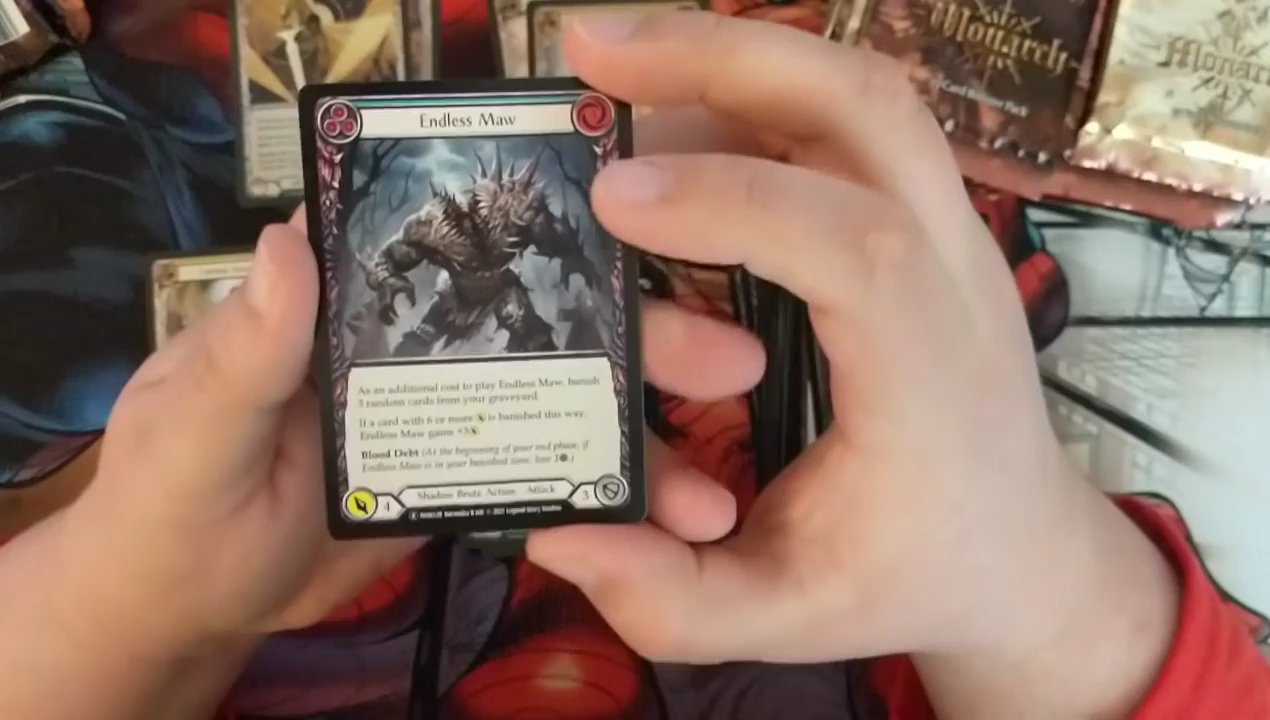 Monarch
Card Booster Pack
Monarch
Endless Maw
As an additional cost to play Endless Maw, banish
3 random cards from your graveyard.
If a card with 6 or more is banished this way,
Endless Maw gains +3
Blood Debt (At the beginning of your end phase, if
Endless Maw is in your banished zone, lose 1 .)
4
Shadow Brute Action - Attack
3